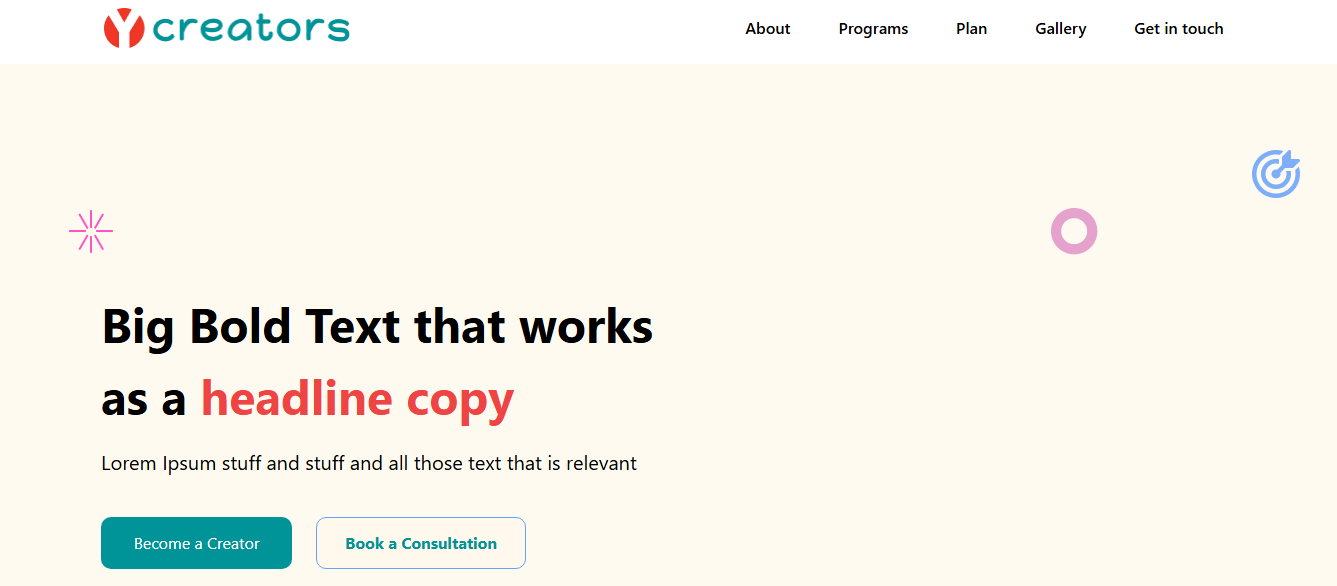 Y creators
About Programs Plan Gallery Get in touch
Big Bold Text that works
as a headline copy
Lorem Ipsum stuff and stuff and all those text that is relevant
Become a Creator Book a Consultation